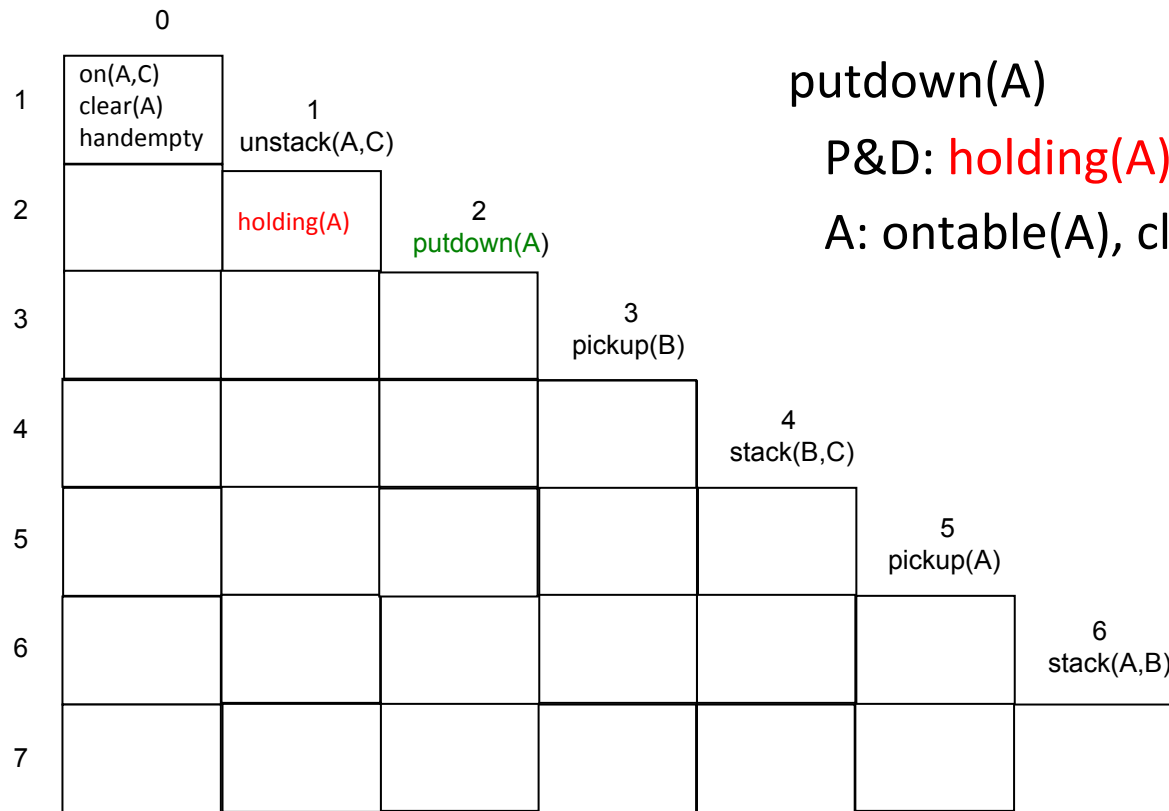 0
putdown(A)
P&D: holding(A)
A: ontable(A), cl
1
on(A,C)
clear(A)
handempty
1
unstack(A,C)
2
holding(A)
2
putdown(A)
3
3
pickup(B)
4
4
stack(B,C)
5
5
pickup(A)
6
6
stack(A,B)
7